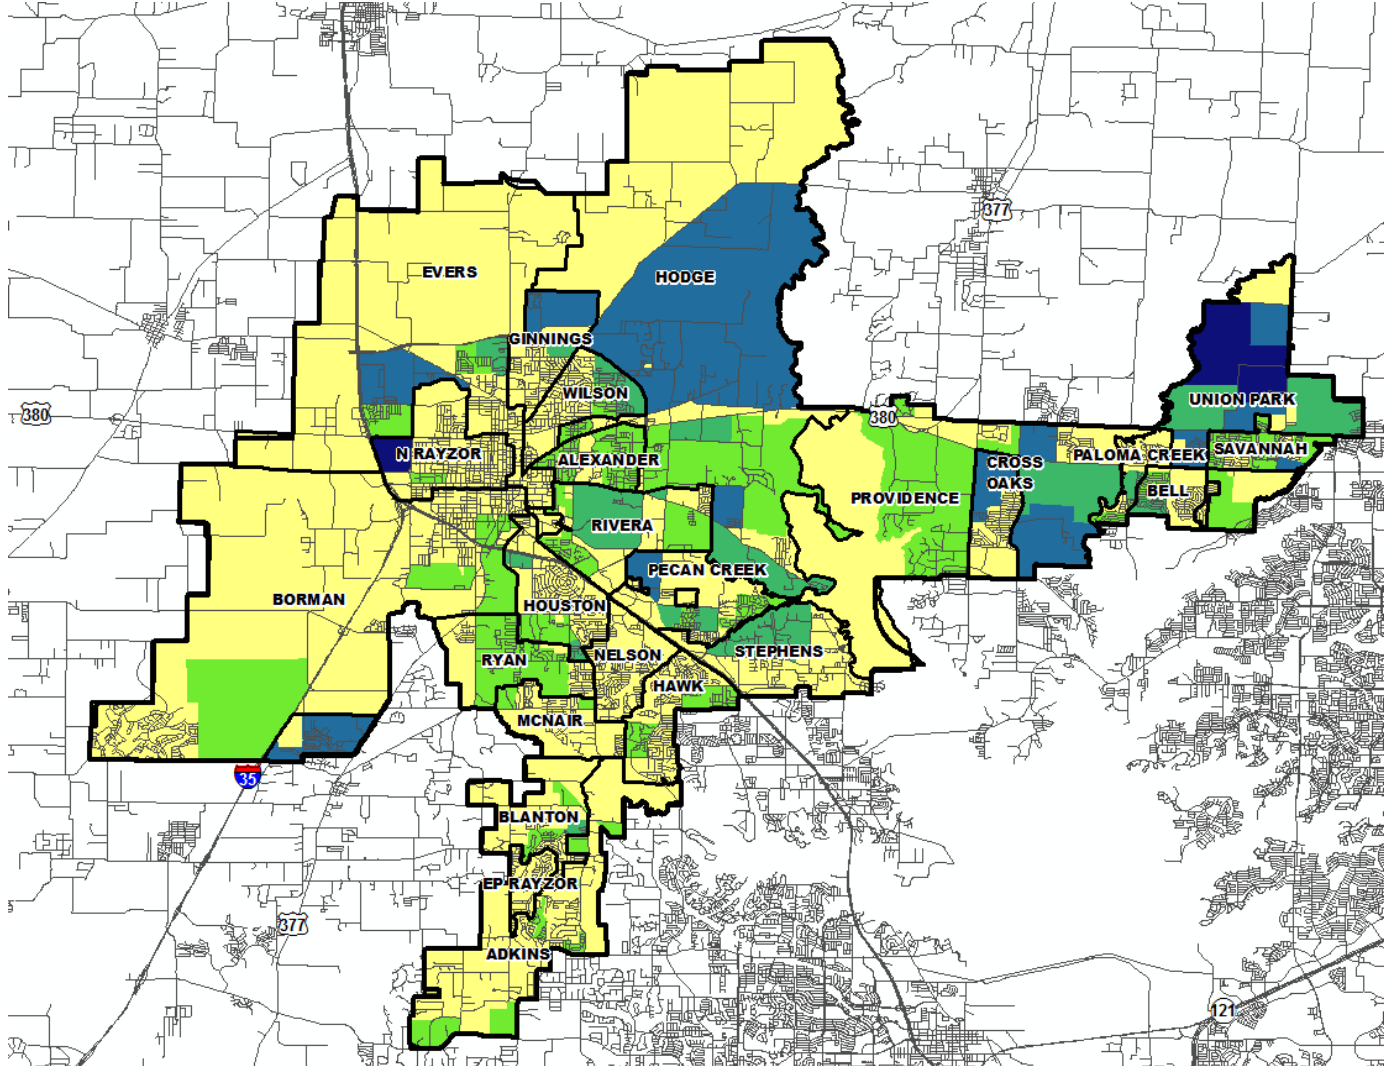 377
EVERS
HODGE
GINNINGS
380
WILSON
UNION PARK
380
N RAYZOR
ALEXANDER
CROSS
OAKS
PALOMA CREEK
SAVANNAH
PROVIDENCE
BELL
RIVERA
PECAN CREEK
BORMAN
HOUSTON
RYAN
NELSON
STEPHENS
HAWK
MCNAIR
35
BLANTON
EP RAYZOR
377
ADKINS
121